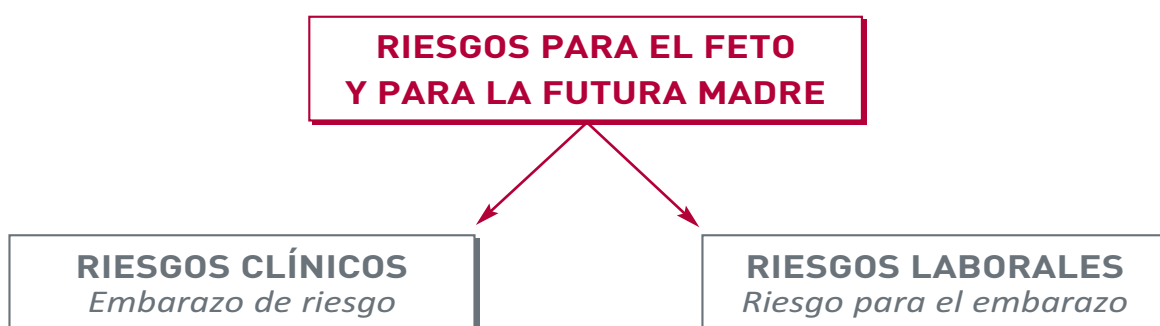 RIESGOS PARA EL FETO
Y PARA LA FUTURA MADRE
RIESGOS CLÍNICOS
Embarazo de riesgo
RIESGOS LABORALES
Riesgo para el embarazo